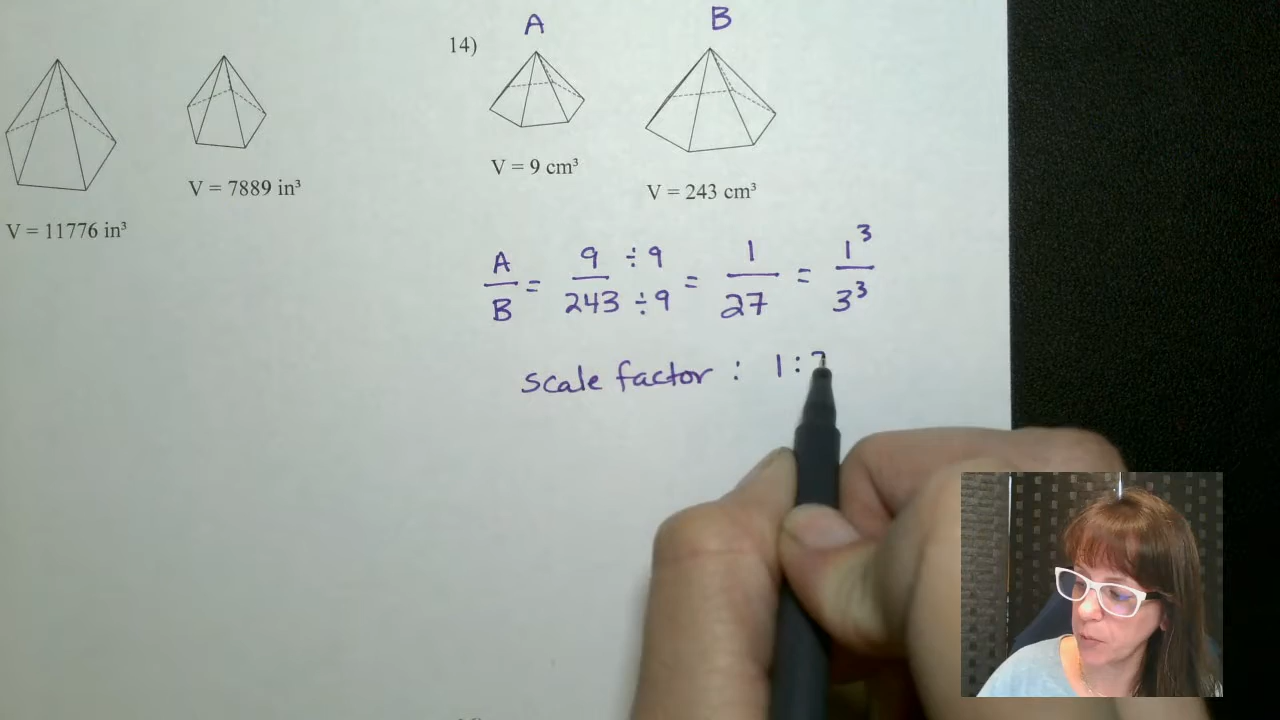 A B
14)
V = 9 cm³
V = 7889 in³
V = 243 cm³
V = 11776 in³
A/B = 9 ÷ 9 / 243 ÷ 9 = 1/27 = 1³/3³
scale factor : 1: